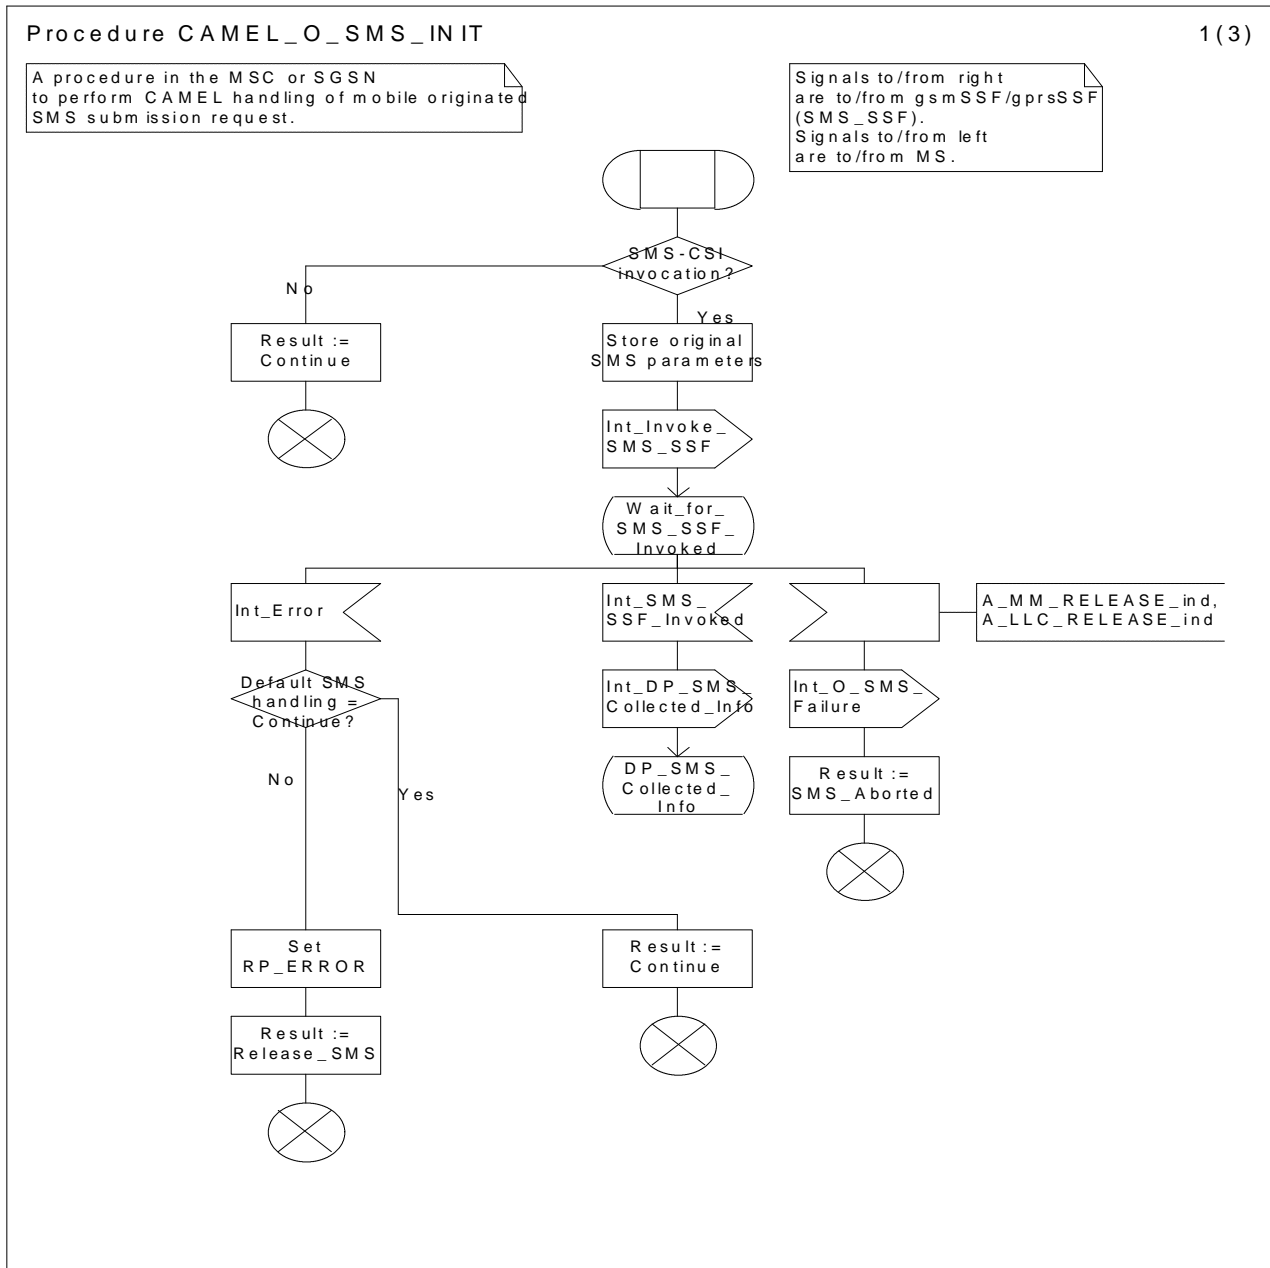 Procedure CAMEL_O_SMS_INIT
1(3)
A procedure in the MSC or SGSN
to perform CAMEL handling of mobile originated
SMS submission request.
Signals to/from right
are to/from gsmSSF/gprsSSF
(SMS_SSF).
Signals to/from left
are to/from MS.
SMS-CSI
invocation?
No
Yes
Result :=
Continue
Store original
SMS parameters
Int_Invoke_
SMS_SSF
Wait_for_
SMS_SSF_
Invoked
Int_Error
Int_SMS_
SSF_Invoked
A_MM_RELEASE_ind,
A_LLC_RELEASE_ind
Default SMS
handling =
Continue?
Int_DP_SMS_
Collected_Info
Int_O_SMS_
Failure
No
Yes
DP_SMS_
Collected_
Info
Result :=
SMS_Aborted
Set
RP_ERROR
Result :=
Continue
Result :=
Release_SMS